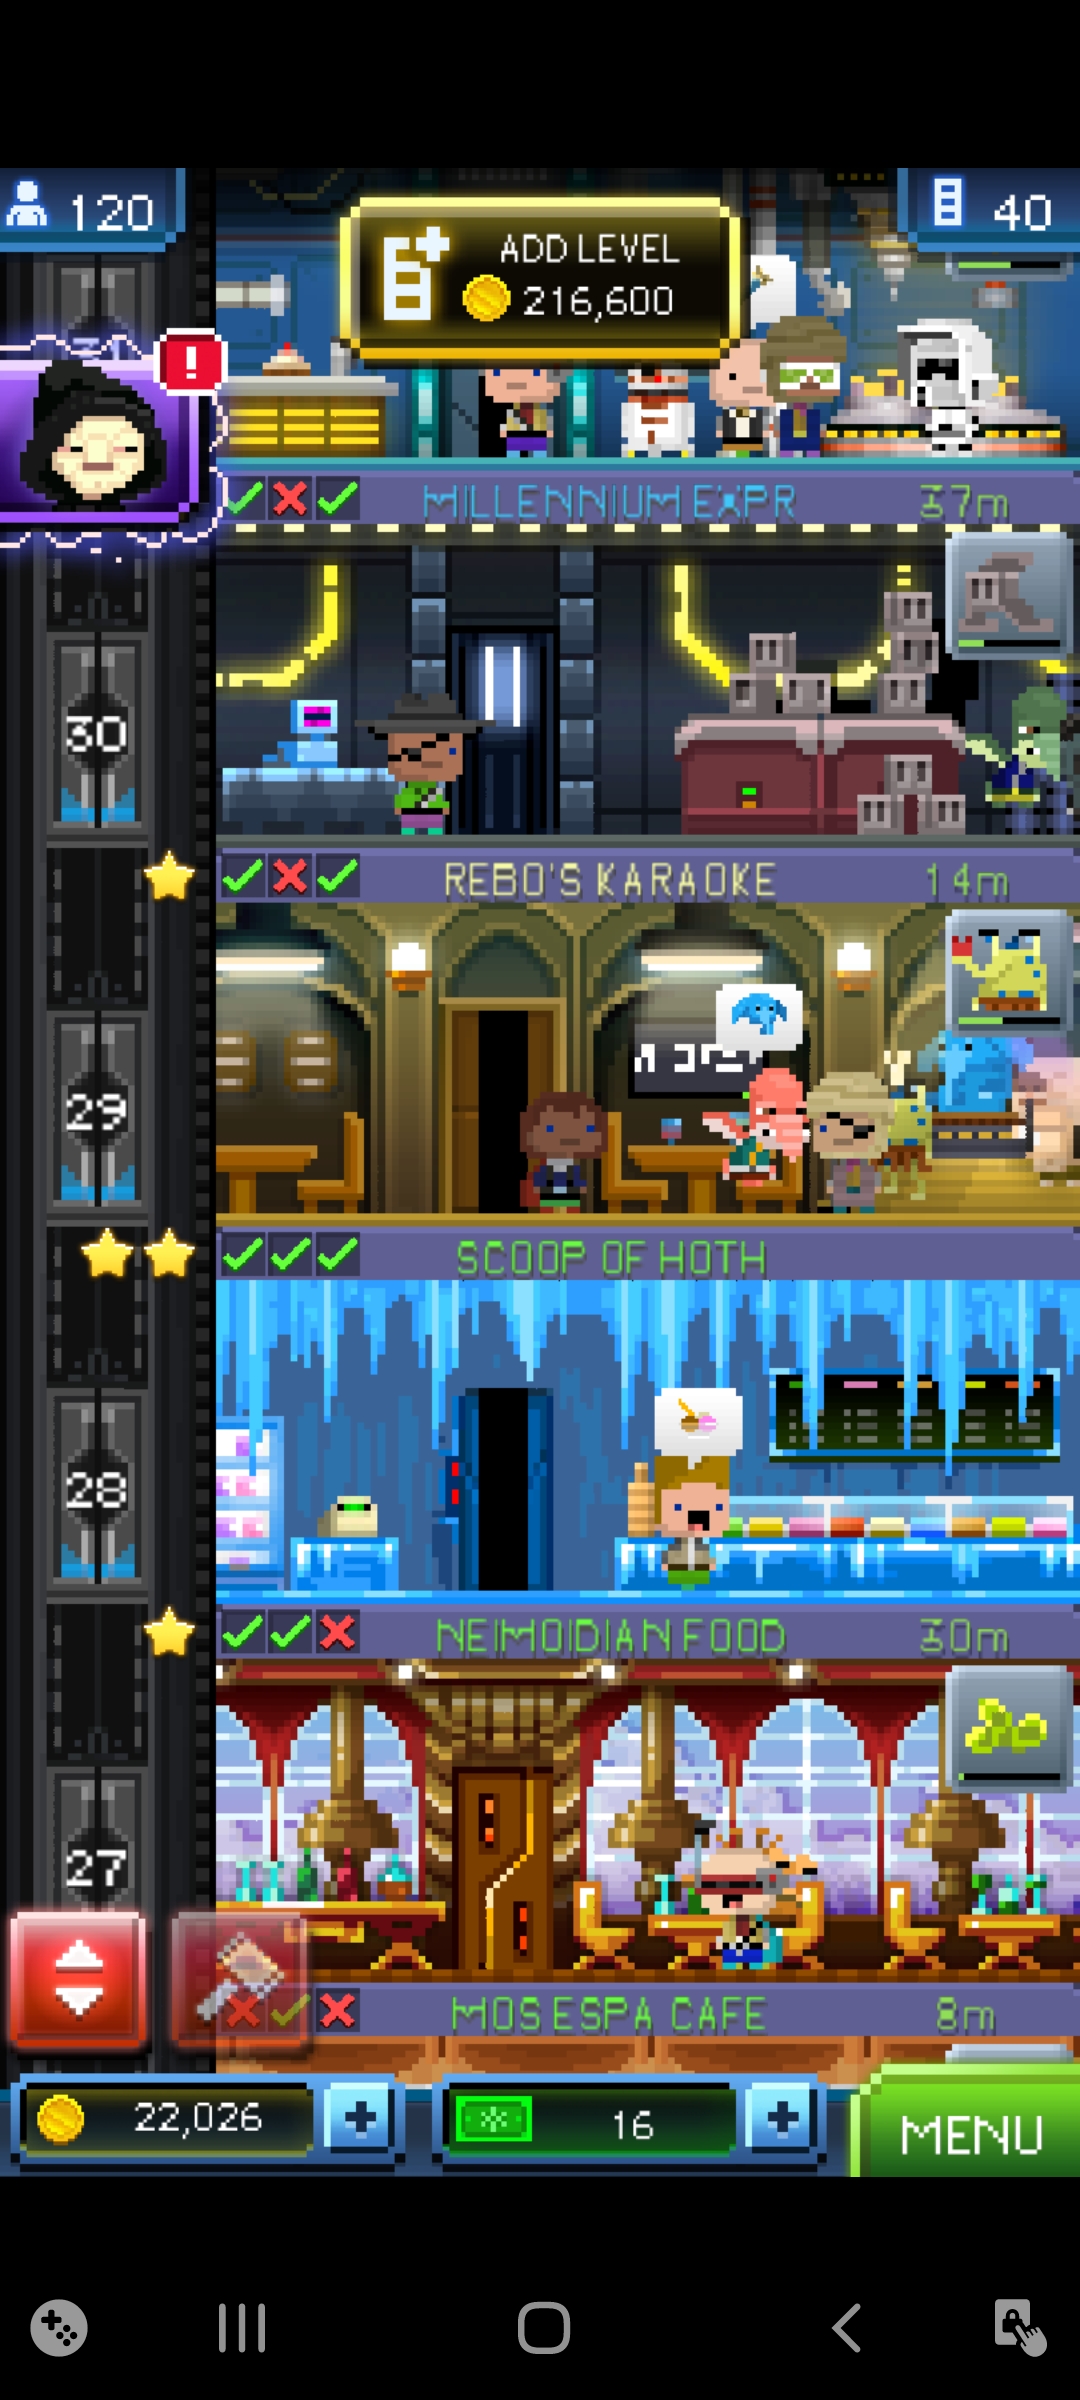 120
ADD LEVEL
216,600
40
!
MILLENNIUM EXPR
37m
30
REBO'S KARAOKE
14m
29
SCOOP OF HOTH
28
NEIMOIDIAN FOOD
30m
27
MOS ESPA CAFE
8m
22,026
16
MENU